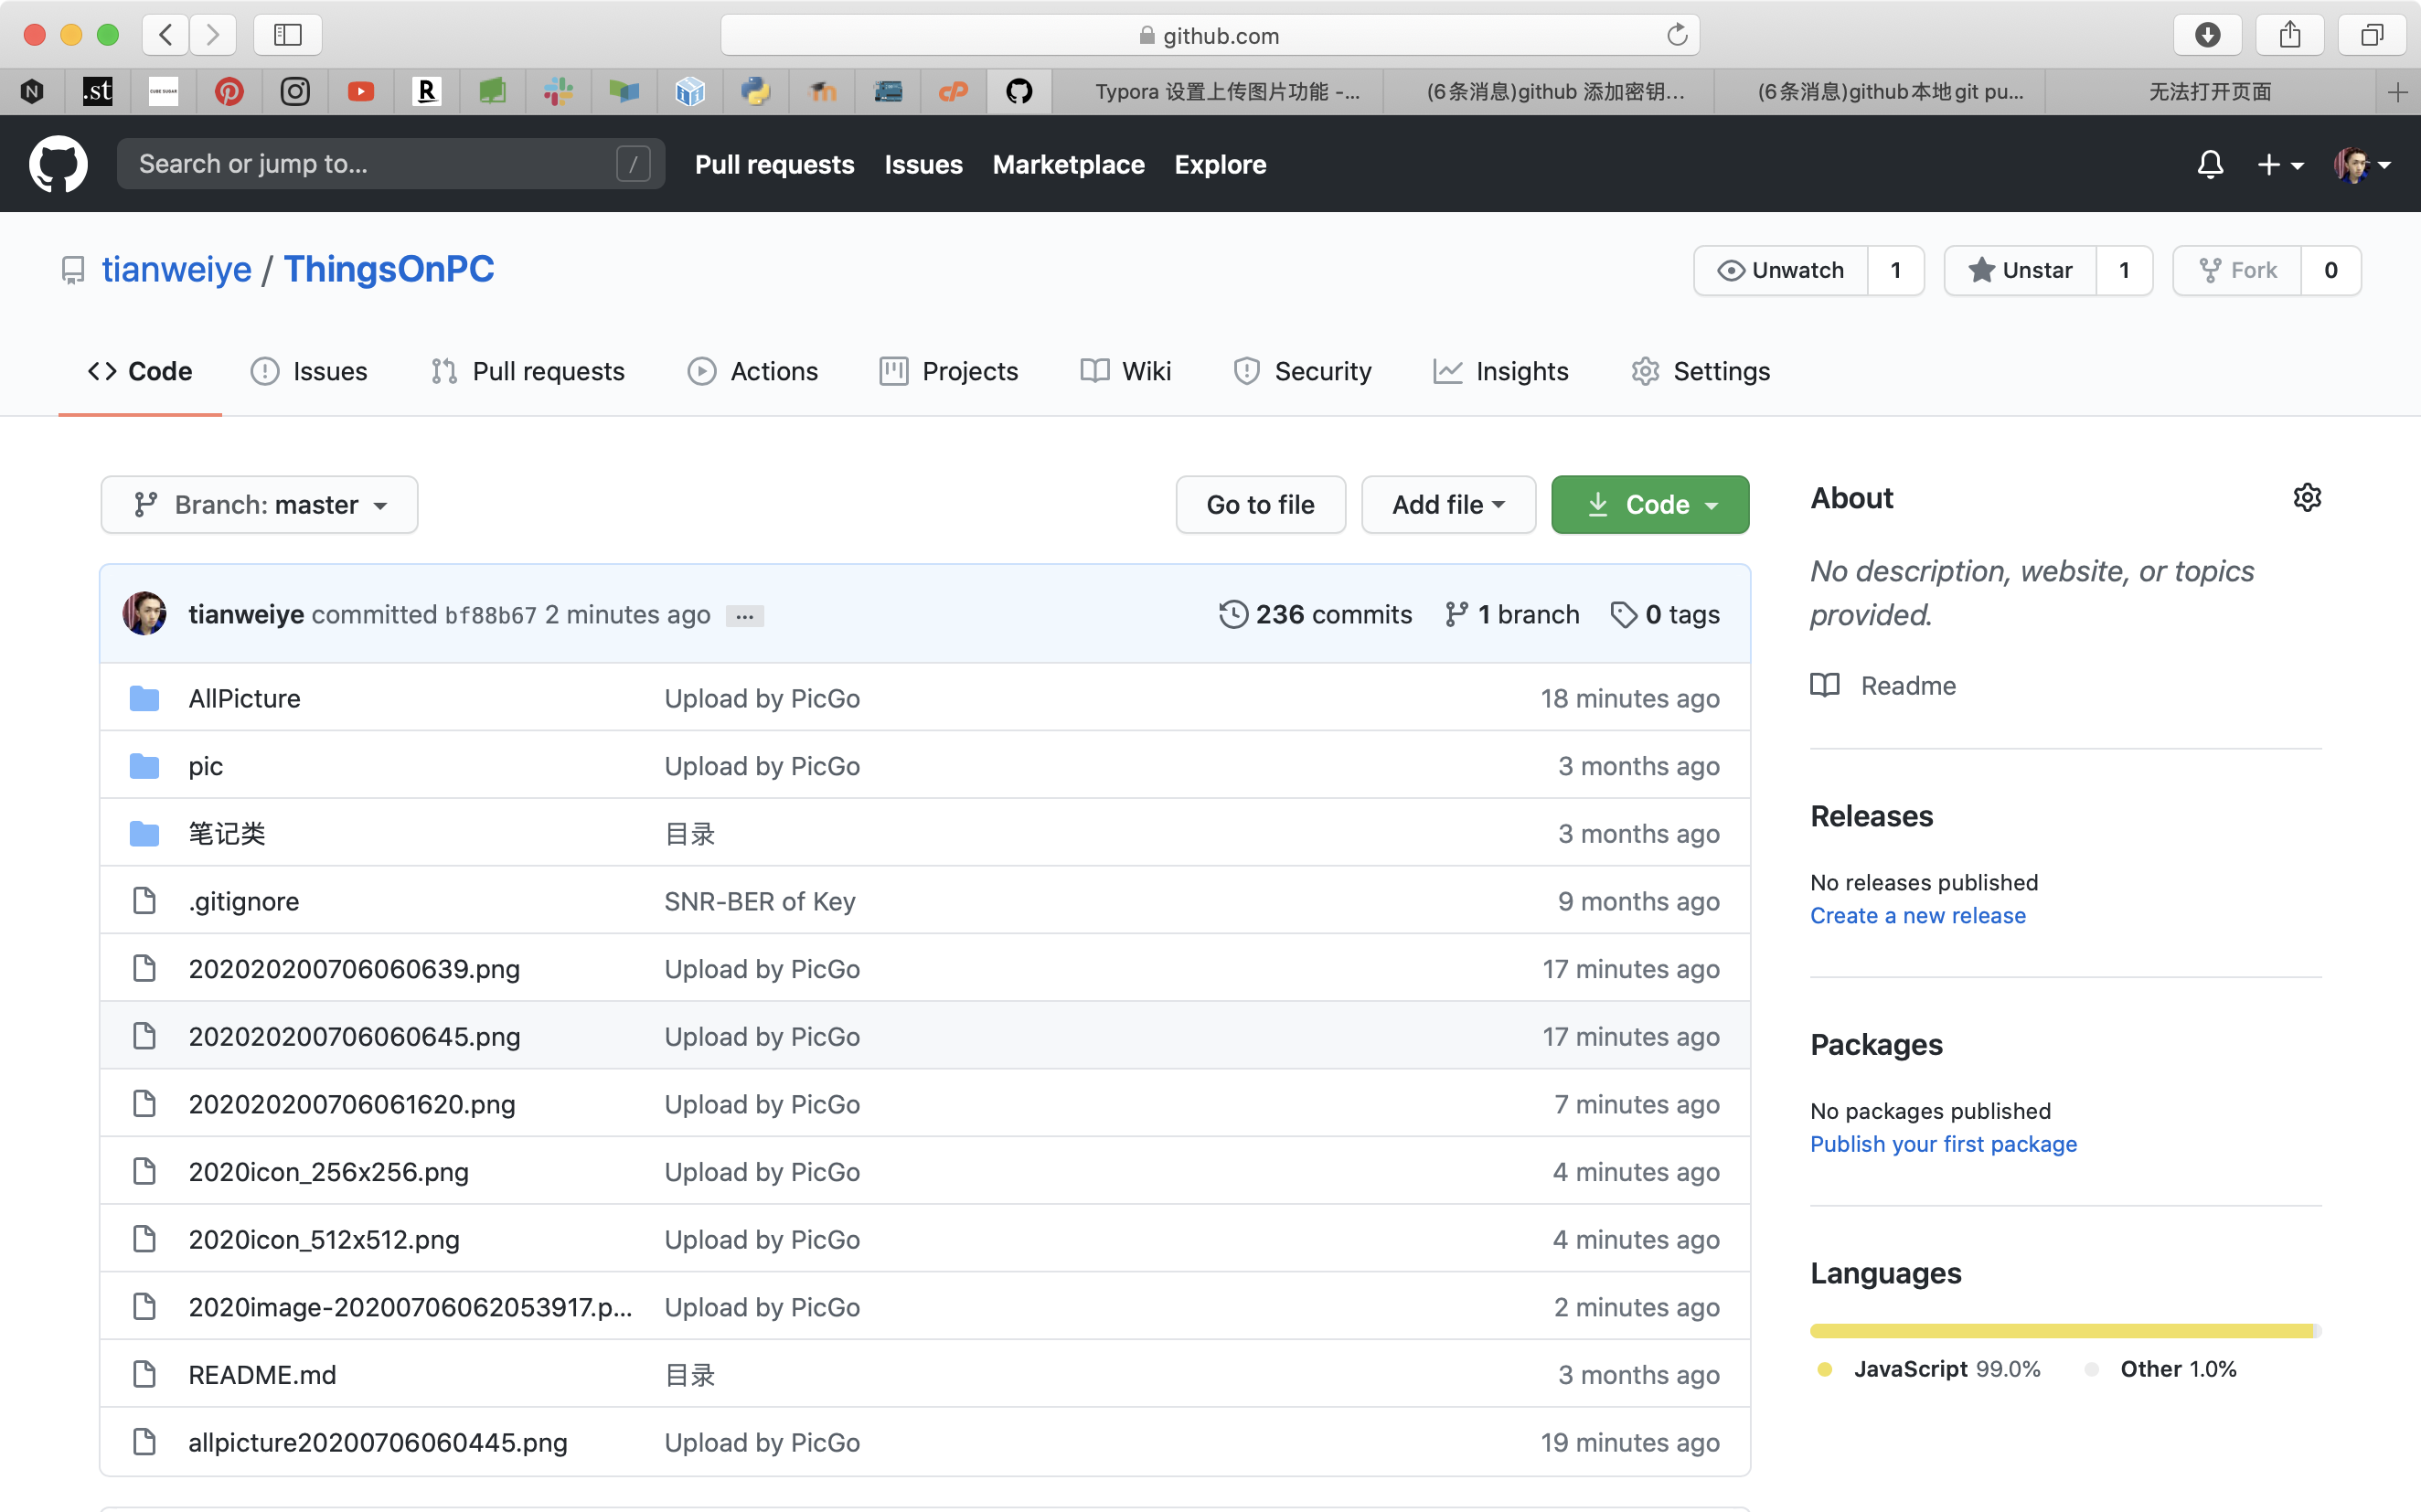 github.com
N
.st
CUBE SUGAR
R
cP
Typora 设置上传图片功能 -...
(6条消息)github 添加密钥...
(6条消息)github本地git pu...
无法打开页面
Search or jump to... /
Pull requests Issues Marketplace Explore
tianweiye / ThingsOnPC
Unwatch 1 Unstar 1 Fork 0
Code Issues Pull requests Actions Projects Wiki Security Insights Settings
Branch: master Go to file Add file Code
tianweiye committed bf88b67 2 minutes ago ... 236 commits 1 branch 0 tags
AllPicture Upload by PicGo 18 minutes ago
pic Upload by PicGo 3 months ago
笔记类 目录 3 months ago
.gitignore SNR-BER of Key 9 months ago
202020200706060639.png Upload by PicGo 17 minutes ago
202020200706060645.png Upload by PicGo 17 minutes ago
202020200706061620.png Upload by PicGo 7 minutes ago
2020icon_256x256.png Upload by PicGo 4 minutes ago
2020icon_512x512.png Upload by PicGo 4 minutes ago
2020image-20200706062053917.p... Upload by PicGo 2 minutes ago
README.md 目录 3 months ago
allpicture20200706060445.png Upload by PicGo 19 minutes ago
About
No description, website, or topics
provided.
Readme
Releases
No releases published
Create a new release
Packages
No packages published
Publish your first package
Languages
JavaScript 99.0% Other 1.0%